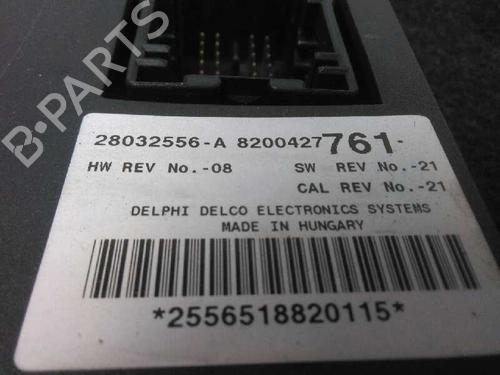 B-PARTS
28032556-A 8200427761-
HW REV No.-08 SW REV No.-21
CAL REV No.-21
DELPHI DELCO ELECTRONICS SYSTEMS
MADE IN HUNGARY
*2556518820115*